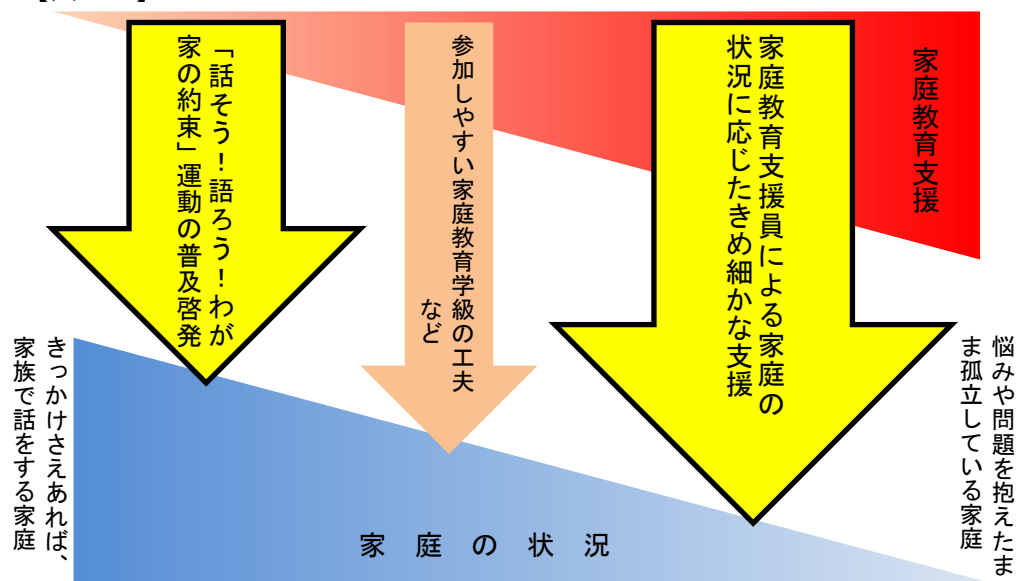 「話そう!語ろう!わが
家の約束」運動の普及啓発
参加しやすい家庭教育学級の工夫
など
家庭教育支援員による家庭の
状況に応じたきめ細かな支援
家庭教育支援
きっかけさえあれば、
家族で話をする家庭
悩みや問題を抱えたま
ま孤立している家庭
家庭の状況